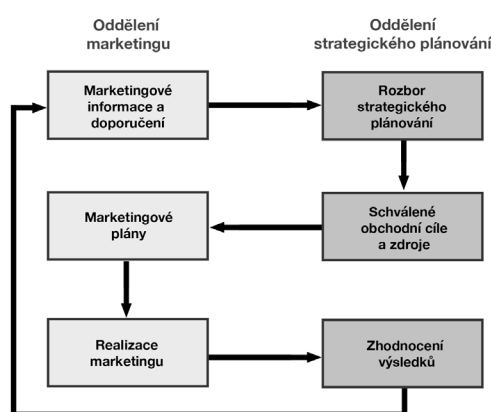 Oddělení
marketingu
Oddělení
strategického plánování
Marketingové
informace a
doporučení
Rozbor
strategického
plánování
Marketingové
plány
Schválené
obchodní cíle
a zdroje
Realizace
marketingu
Zhodnocení
výsledků